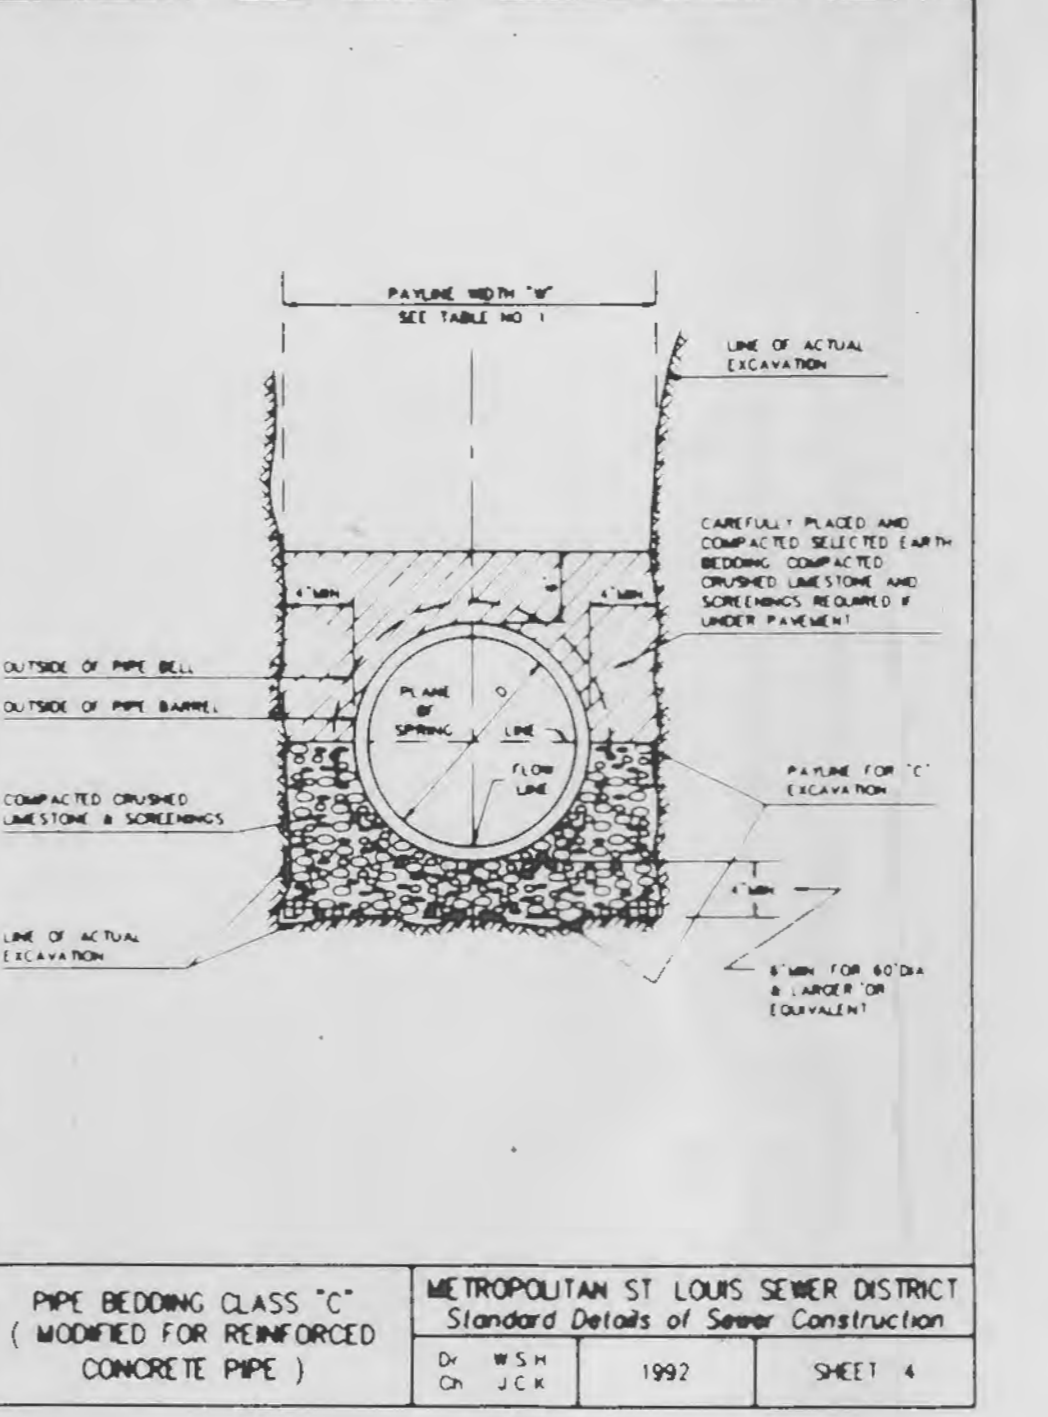 PAYLINE WIDTH "W"
SEE TABLE NO 1
LINE OF ACTUAL
EXCAVATION
CAREFULLY PLACED AND
COMPACTED SELECTED EARTH
BEDDING COMPACTED
CRUSHED LIMESTONE AND
SCREENINGS REQUIRED IF
UNDER PAVEMENT
4"MIN
4"MIN
OUTSIDE OF PIPE BELL
OUTSIDE OF PIPE BARREL
PLANE
OF
SPRING
LINE
D
FLOW
LINE
PAYLINE FOR "C"
EXCAVATION
COMPACTED CRUSHED
LIMESTONE & SCREENINGS
4"MIN
LINE OF ACTUAL
EXCAVATION
6"MIN FOR 60"DIA
& LARGER OR
EQUIVALENT
PIPE BEDDING CLASS "C"
( MODIFIED FOR REINFORCED
CONCRETE PIPE )
METROPOLITAN ST LOUIS SEWER DISTRICT
Standard Details of Sewer Construction
Dr W S H
Ch J C K
1992
SHEET 4